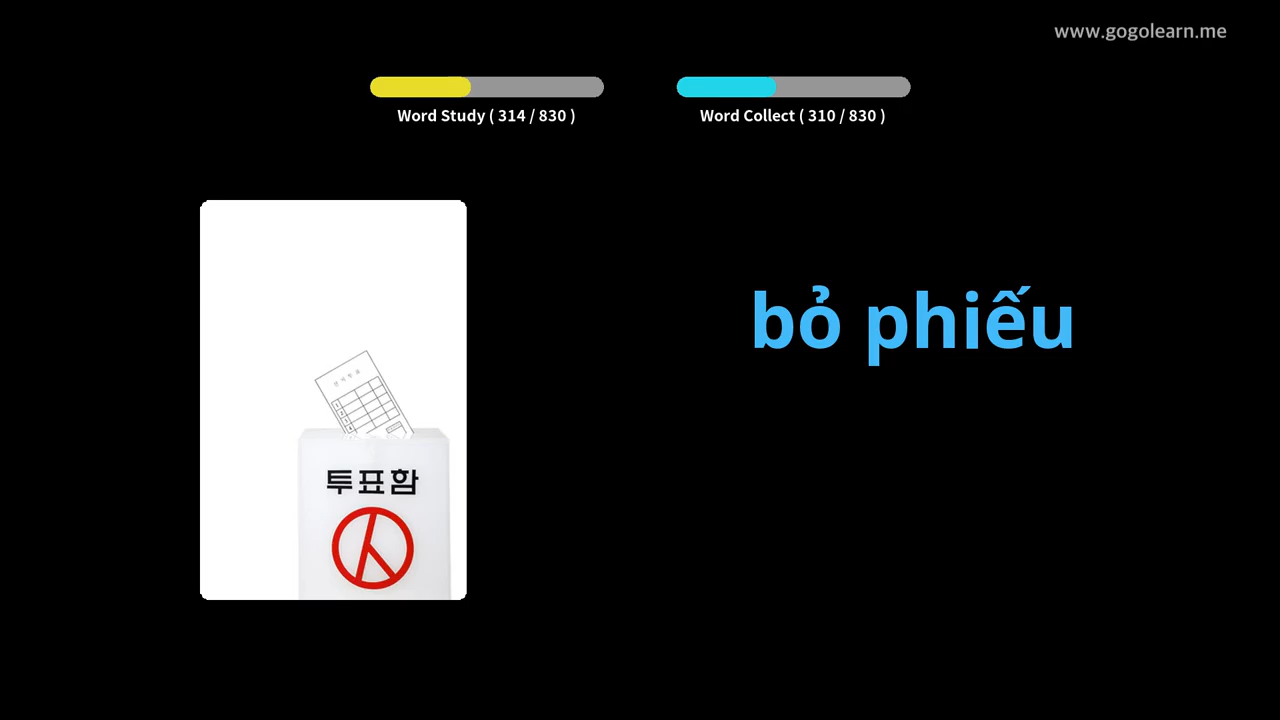 www.gogolearn.me
Word Study ( 314 / 830 )
Word Collect ( 310 / 830 )
bỏ phiếu
투표함